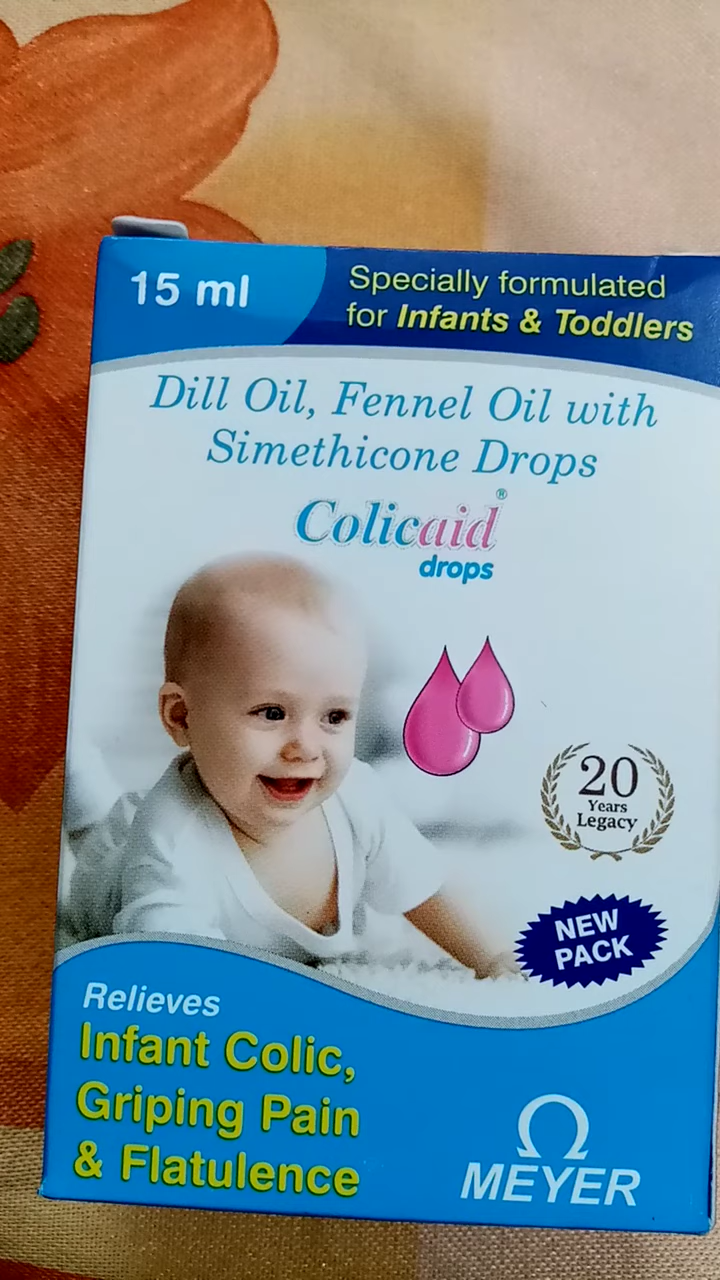 15 ml
Specially formulated
for Infants & Toddlers
Dill Oil, Fennel Oil with
Simethicone Drops
Colicaid®
drops
20
Years
Legacy
NEW
PACK
Relieves
Infant Colic,
Griping Pain
& Flatulence
MEYER